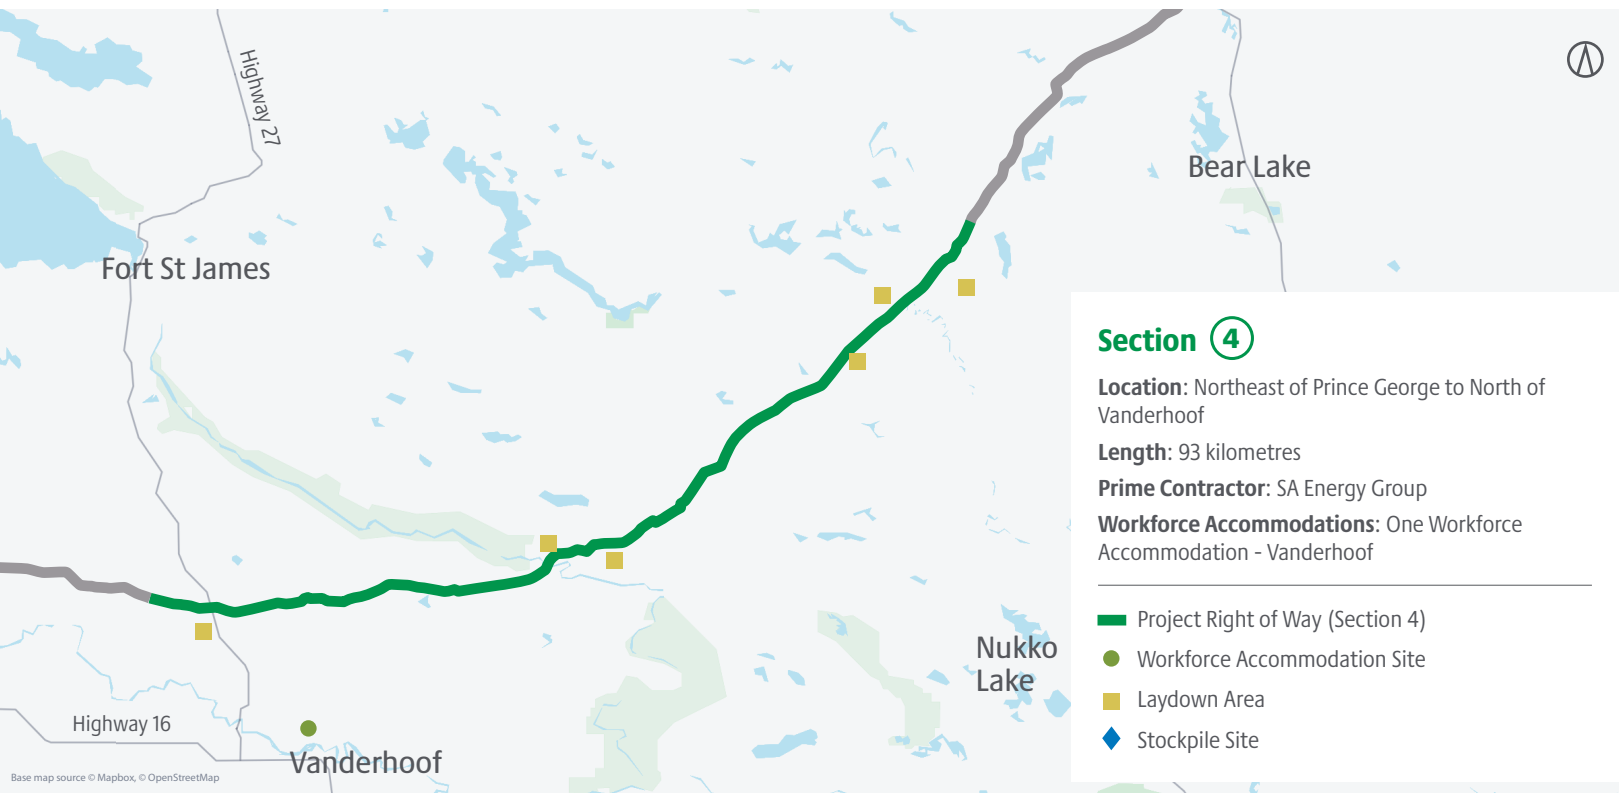 Highway 27
Bear Lake
Fort St James
Section 4
Location: Northeast of Prince George to North of
Vanderhoof
Length: 93 kilometres
Prime Contractor: SA Energy Group
Workforce Accommodations: One Workforce
Accommodation - Vanderhoof
Project Right of Way (Section 4)
Workforce Accommodation Site
Laydown Area
Stockpile Site
Nukko
Lake
Highway 16
Vanderhoof
Base map source © Mapbox, © OpenStreetMap